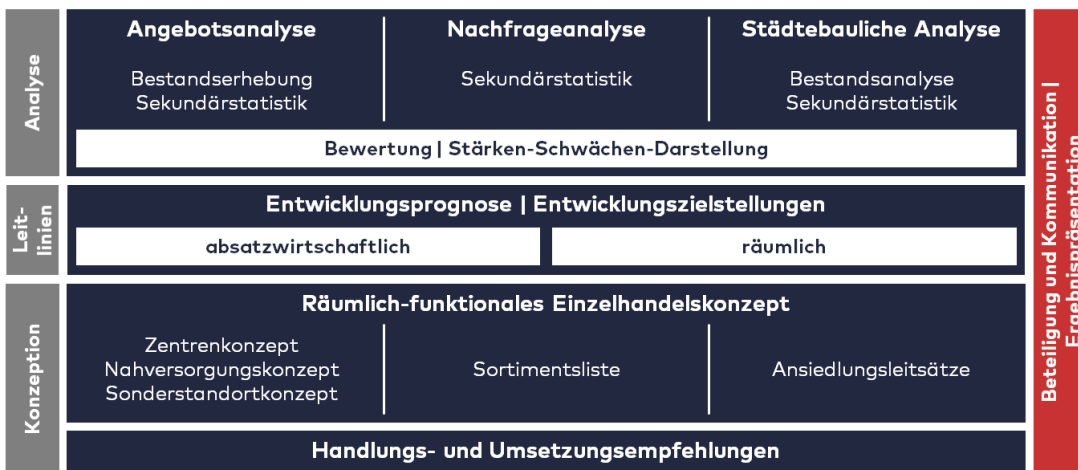 Analyse
Angebotsanalyse
Bestandserhebung
Sekundärstatistik
Nachfrageanalyse
Sekundärstatistik
Städtebauliche Analyse
Bestandsanalyse
Sekundärstatistik
Bewertung | Stärken-Schwächen-Darstellung
Leit-
linien
Entwicklungsprognose | Entwicklungszielstellungen
absatzwirtschaftlich
räumlich
Konzeption
Räumlich-funktionales Einzelhandelskonzept
Zentrenkonzept
Nahversorgungskonzept
Sonderstandortkonzept
Sortimentsliste
Ansiedlungsleitsätze
Handlungs- und Umsetzungsempfehlungen
Beteiligung und Kommunikation |
Ergebnispräsentation